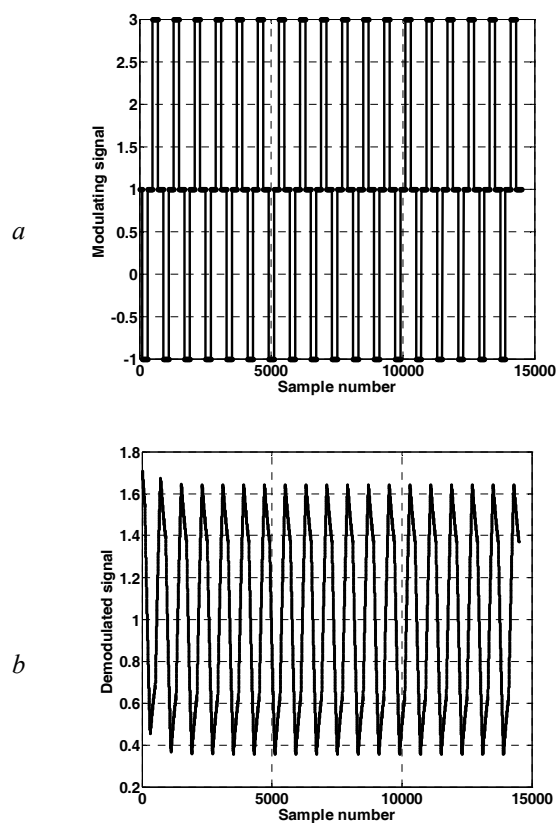 a
Modulating signal
3
2.5
2
1.5
1
0.5
0
-0.5
-1
0 5000 10000 15000
Sample number
b
Demodulated signal
1.8
1.6
1.4
1.2
1
0.8
0.6
0.4
0.2
0 5000 10000 15000
Sample number